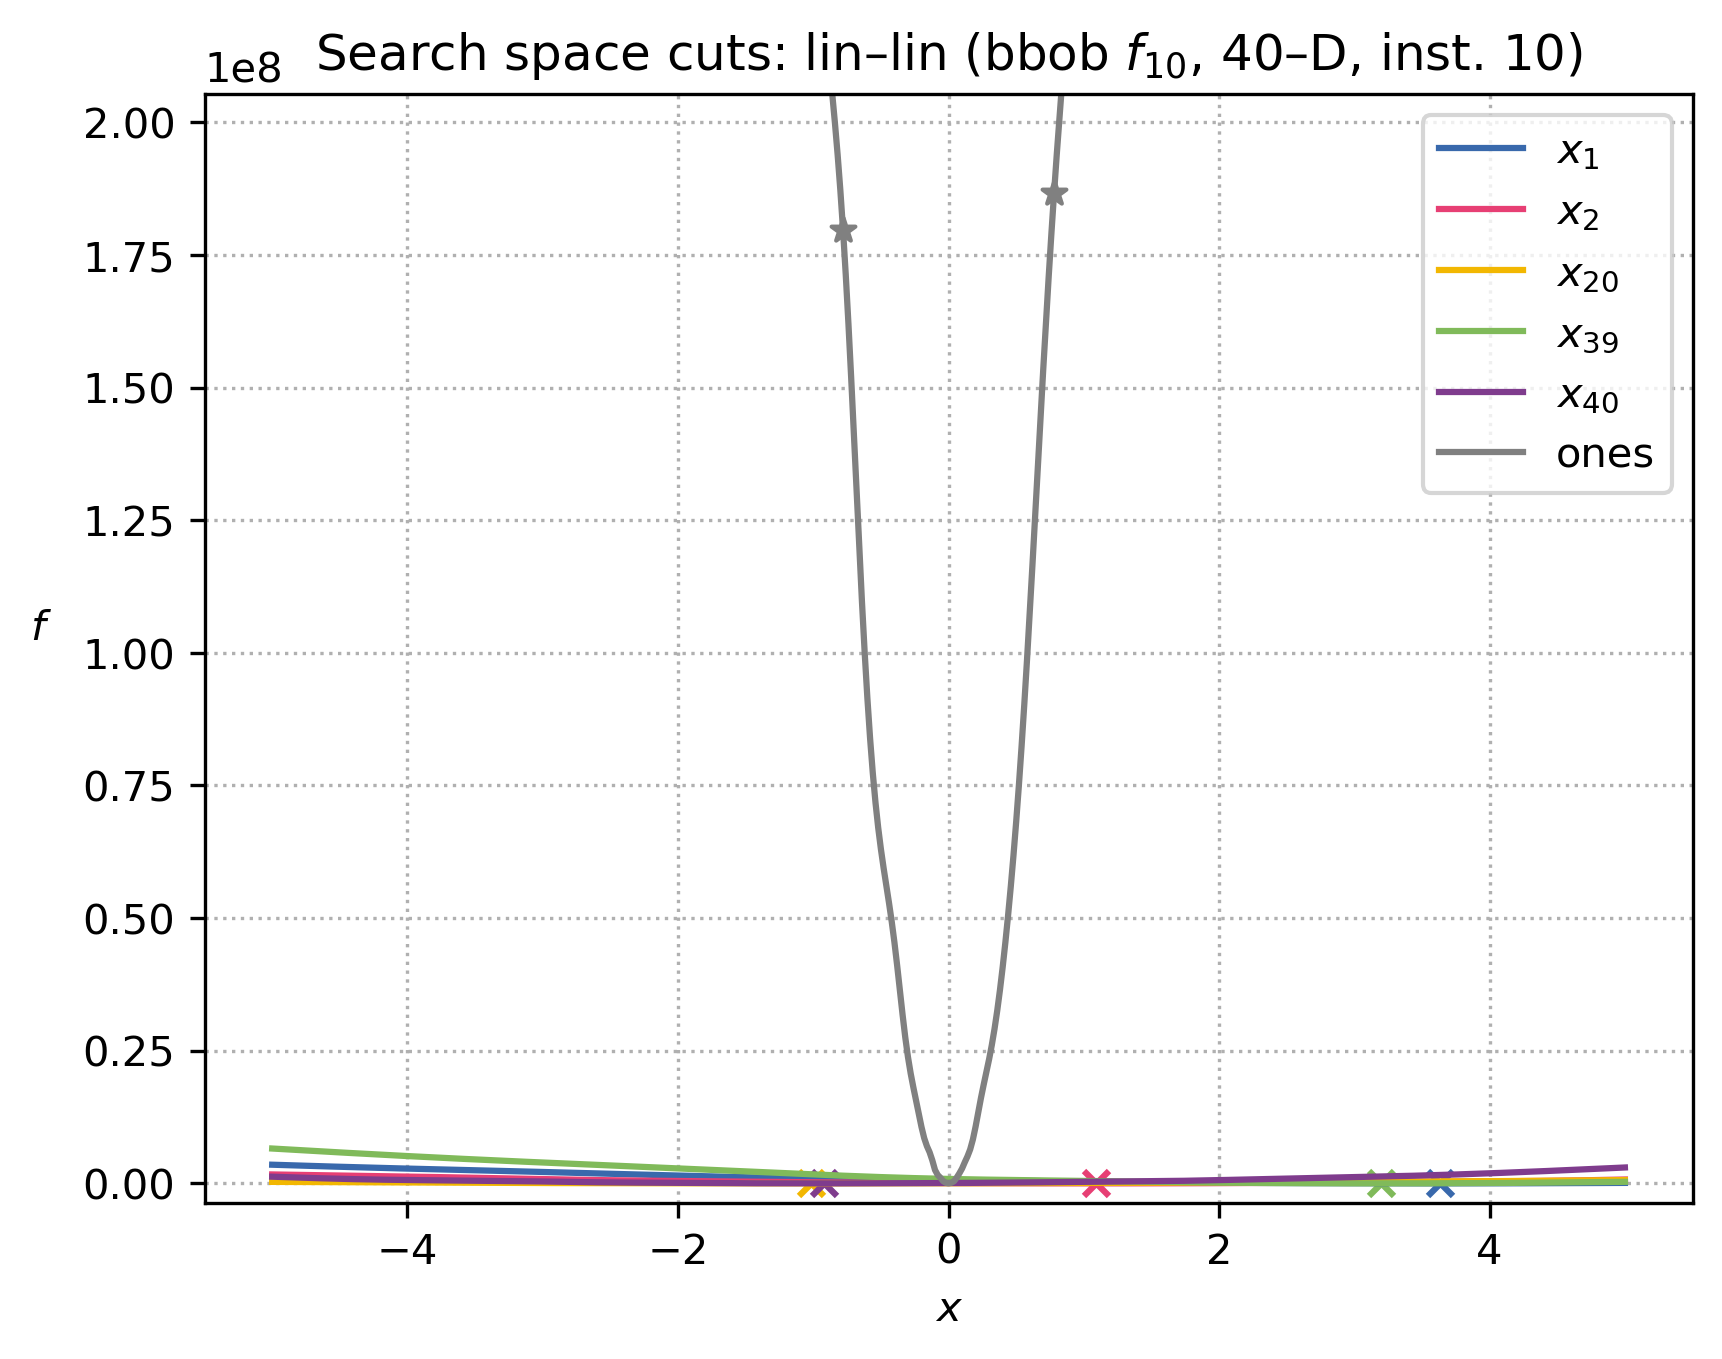 Search space cuts: lin–lin (bbob f₁₀, 40–D, inst. 10)
1e8
2.00
1.75
1.50
1.25
1.00
0.75
0.50
0.25
0.00
f
−4
−2
0
2
4
x
x₁
x₂
x₂₀
x₃₉
x₄₀
ones